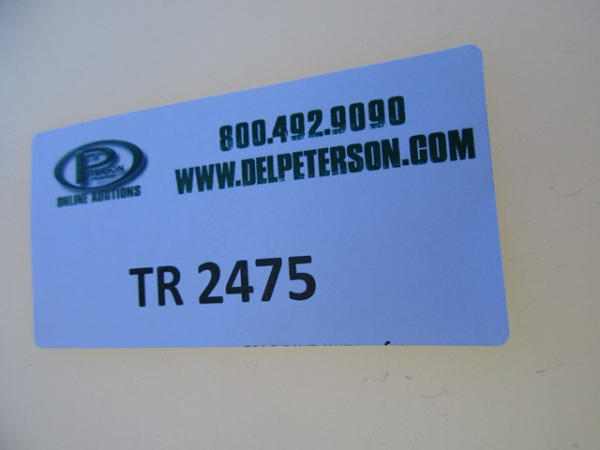 800.492.9090
WWW.DELPETERSON.COM
PETERSON
ONLINE AUCTIONS
TR 2475